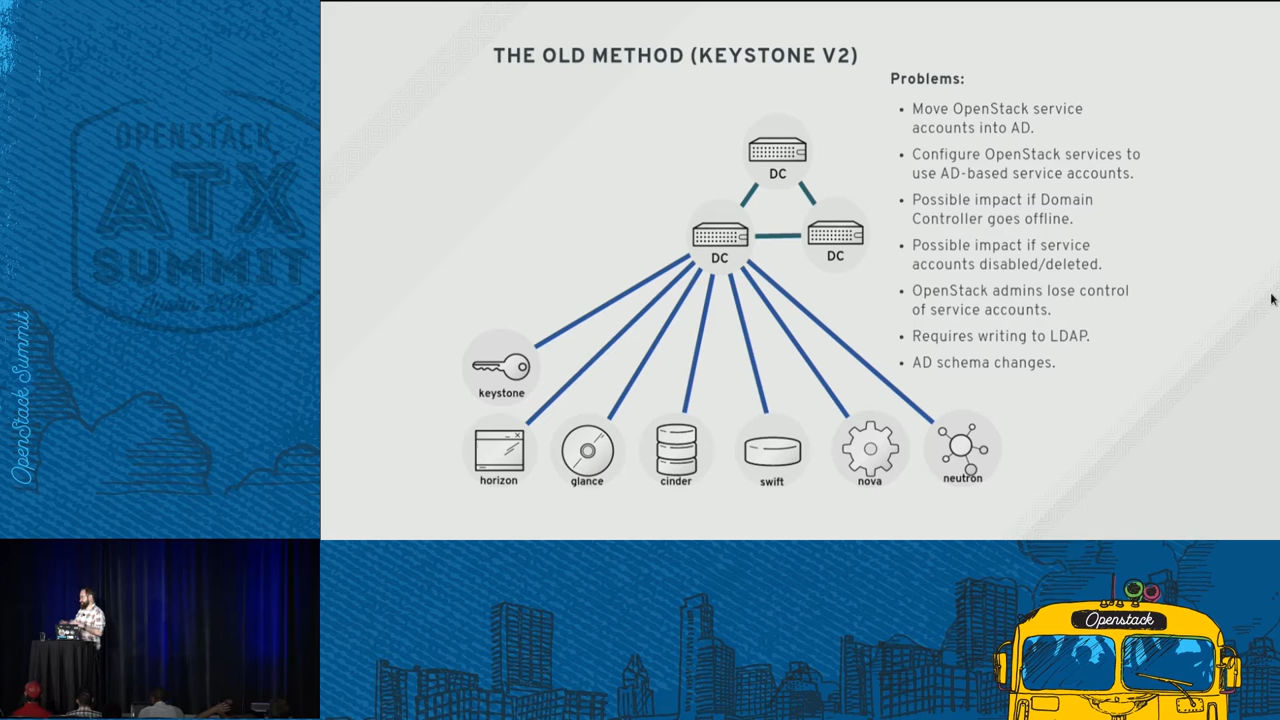 THE OLD METHOD (KEYSTONE V2)
Problems:
• Move OpenStack service
accounts into AD.
• Configure OpenStack services to
use AD-based service accounts.
• Possible impact if Domain
Controller goes offline.
• Possible impact if service
accounts disabled/deleted.
• OpenStack admins lose control
of service accounts.
• Requires writing to LDAP.
• AD schema changes.
DC
DC
DC
keystone
horizon
glance
cinder
swift
nova
neutron
OPENSTACK
ATX
SUMMIT
OpenStack Summit
Openstack